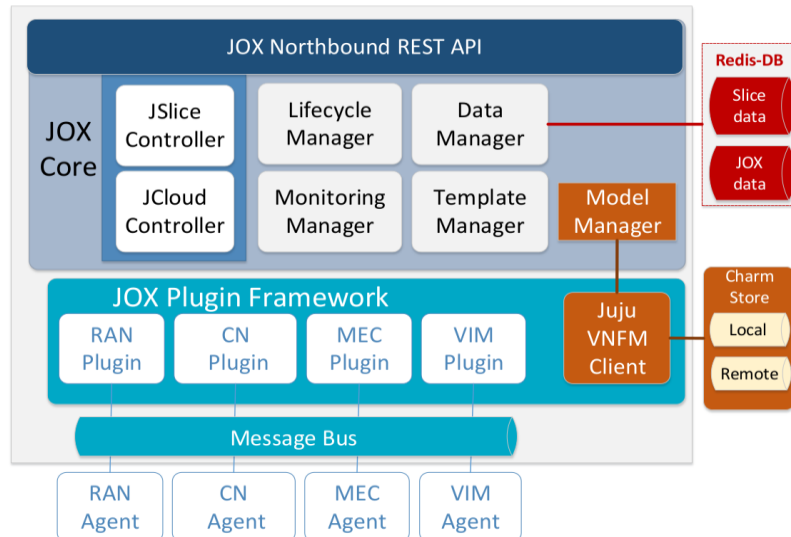 JOX Northbound REST API
JOX
Core
JSlice
Controller
Lifecycle
Manager
Data
Manager
JCloud
Controller
Monitoring
Manager
Template
Manager
Model
Manager
Redis-DB
Slice
data
JOX
data
JOX Plugin Framework
RAN
Plugin
CN
Plugin
MEC
Plugin
VIM
Plugin
Juju
VNFM
Client
Charm
Store
Local
Remote
Message Bus
RAN
Agent
CN
Agent
MEC
Agent
VIM
Agent